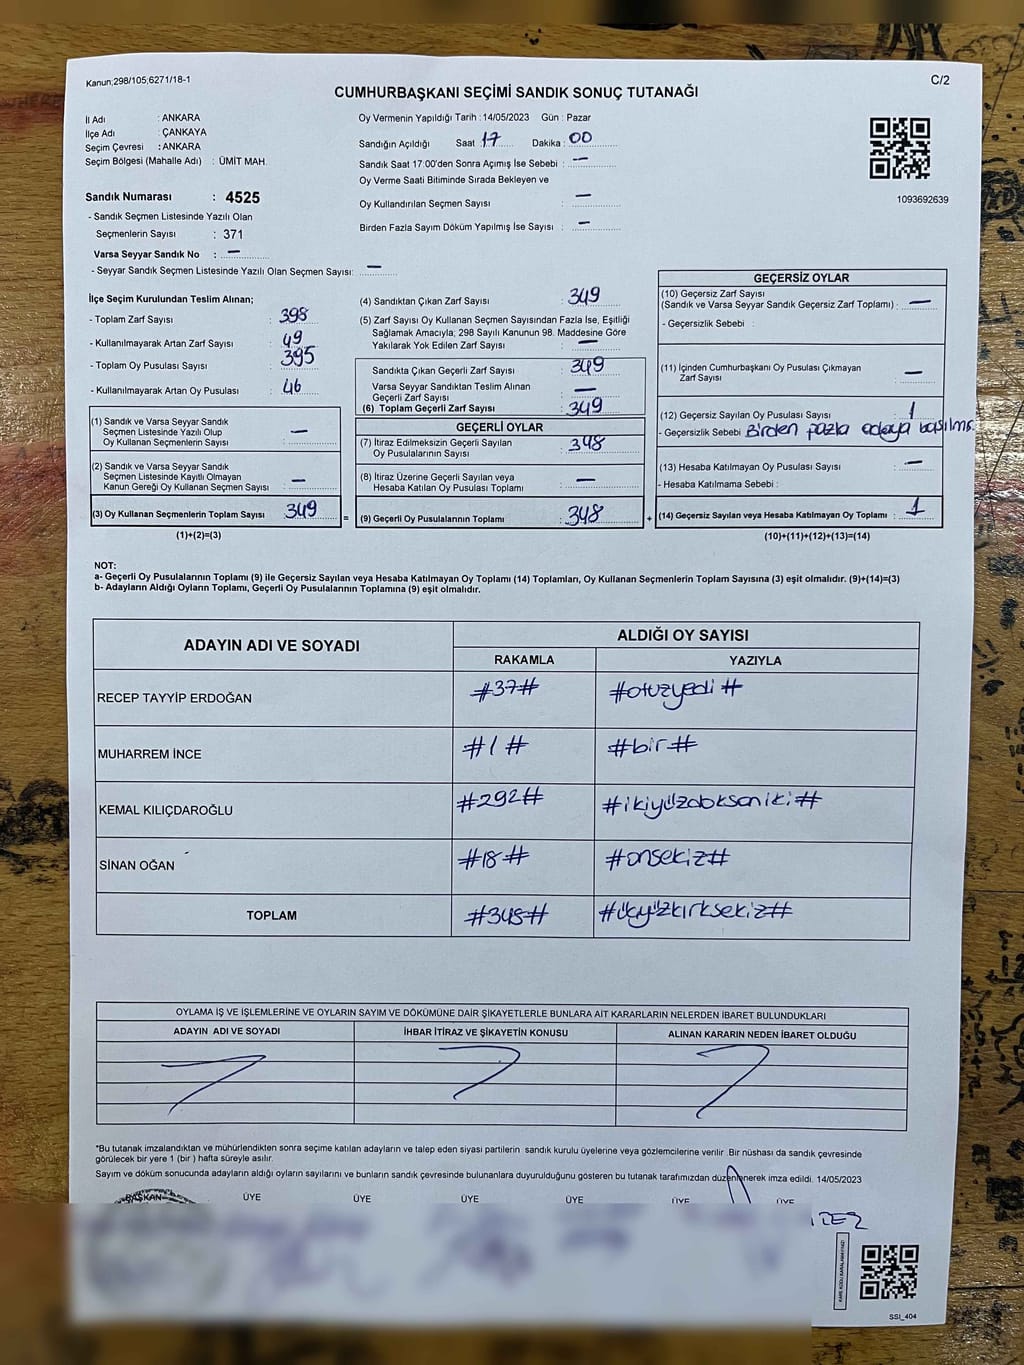 Kanun;298/105;6271/18-1
C/2
CUMHURBAŞKANI SEÇİMİ SANDIK SONUÇ TUTANAĞI
İl Adı : ANKARA
İlçe Adı : ÇANKAYA
Seçim Çevresi : ANKARA
Seçim Bölgesi (Mahalle Adı) : ÜMİT MAH.
Sandık Numarası : 4525
- Sandık Seçmen Listesinde Yazılı Olan
Seçmenlerin Sayısı : 371
Varsa Seyyar Sandık No : —
- Seyyar Sandık Seçmen Listesinde Yazılı Olan Seçmen Sayısı: —
Oy Vermenin Yapıldığı Tarih : 14/05/2023 Gün : Pazar
Sandığın Açıldığı Saat : 17 Dakika : 00
Sandık Saat 17:00'den Sonra Açımış İse Sebebi : —
Oy Verme Saati Bitiminde Sırada Bekleyen ve
Oy Kullandırılan Seçmen Sayısı : —
Birden Fazla Sayım Döküm Yapılmış İse Sayısı : —
1093692639
İlçe Seçim Kurulundan Teslim Alınan;
- Toplam Zarf Sayısı : 398
- Kullanılmayarak Artan Zarf Sayısı : 49
- Toplam Oy Pusulası Sayısı : 395
- Kullanılmayarak Artan Oy Pusulası : 46
(1) Sandık ve Varsa Seyyar Sandık
Seçmen Listesinde Yazılı Olup
Oy Kullanan Seçmenlerin Sayısı : —
(2) Sandık ve Varsa Seyyar Sandık
Seçmen Listesinde Kayıtlı Olmayan
Kanun Gereği Oy Kullanan Seçmen Sayısı : —
(3) Oy Kullanan Seçmenlerin Toplam Sayısı : 349
(1)+(2)=(3)
(4) Sandıktan Çıkan Zarf Sayısı : 349
(5) Zarf Sayısı Oy Kullanan Seçmen Sayısından Fazla İse, Eşitliği
Sağlamak Amacıyla; 298 Sayılı Kanunun 98. Maddesine Göre
Yakılarak Yok Edilen Zarf Sayısı : —
Sandıkta Çıkan Geçerli Zarf Sayısı : 349
Varsa Seyyar Sandıktan Teslim Alınan
Geçerli Zarf Sayısı : —
(6) Toplam Geçerli Zarf Sayısı : 349
GEÇERLİ OYLAR
(7) İtiraz Edilmeksizin Geçerli Sayılan
Oy Pusulalarının Sayısı : 348
(8) İtiraz Üzerine Geçerli Sayılan veya
Hesaba Katılan Oy Pusulası Toplamı : —
= (9) Geçerli Oy Pusulalarının Toplamı : 348
GEÇERSİZ OYLAR
(10) Geçersiz Zarf Sayısı
(Sandık ve Varsa Seyyar Sandık Geçersiz Zarf Toplamı) : —
- Geçersizlik Sebebi :
(11) İçinden Cumhurbaşkanı Oy Pusulası Çıkmayan
Zarf Sayısı : —
(12) Geçersiz Sayılan Oy Pusulası Sayısı : 1
- Geçersizlik Sebebi : Birden fazla adaya basılmış.
(13) Hesaba Katılmayan Oy Pusulası Sayısı : —
- Hesaba Katılmama Sebebi :
+ (14) Geçersiz Sayılan veya Hesaba Katılmayan Oy Toplamı : 1
(10)+(11)+(12)+(13)=(14)
NOT:
a- Geçerli Oy Pusulalarının Toplamı (9) ile Geçersiz Sayılan veya Hesaba Katılmayan Oy Toplamı (14) Toplamları, Oy Kullanan Seçmenlerin Toplam Sayısına (3) eşit olmalıdır. (9)+(14)=(3)
b- Adayların Aldığı Oyların Toplamı, Geçerli Oy Pusulalarının Toplamına (9) eşit olmalıdır.
ADAYIN ADI VE SOYADI ALDIĞI OY SAYISI
RAKAMLA YAZIYLA
RECEP TAYYİP ERDOĞAN #37# #otuzyedi#
MUHARREM İNCE #1# #bir#
KEMAL KILIÇDAROĞLU #292# #ikiyüzdoksaniki#
SİNAN OĞAN #18# #onsekiz#
TOPLAM #348# #üçyüzkırksekiz#
OYLAMA İŞ VE İŞLEMLERİNE VE OYLARIN SAYIM VE DÖKÜMÜNE DAİR ŞİKAYETLERLE BUNLARA AİT KARARLARIN NELERDEN İBARET BULUNDUKLARI
ADAYIN ADI VE SOYADI İHBAR İTİRAZ VE ŞİKAYETİN KONUSU ALINAN KARARIN NEDEN İBARET OLDUĞU
*Bu tutanak imzalandıktan ve mühürlendikten sonra seçime katılan adayların ve talep eden siyasi partilerin sandık kurulu üyelerine veya gözlemcilerine verilir .Bir nüshası da sandık çevresinde
görülecek bir yere 1 (bir ) hafta süreyle asılır.
Sayım ve döküm sonucunda adayların aldığı oyların sayılarını ve bunların sandık çevresinde bulunanlara duyurulduğunu gösteren bu tutanak tarafımızdan düzenlenerek imza edildi. 14/05/2023
BAŞKAN ÜYE ÜYE ÜYE ÜYE ÜYE ÜYE
SSI_404